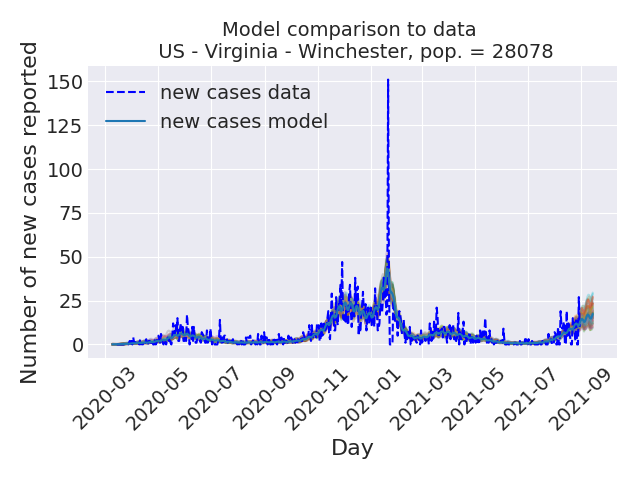 Model comparison to data
US - Virginia - Winchester, pop. = 28078
Number of new cases reported
150
125
100
75
50
25
0
new cases data
new cases model
2020-03
2020-05
2020-07
2020-09
2020-11
2021-01
2021-03
2021-05
2021-07
2021-09
Day